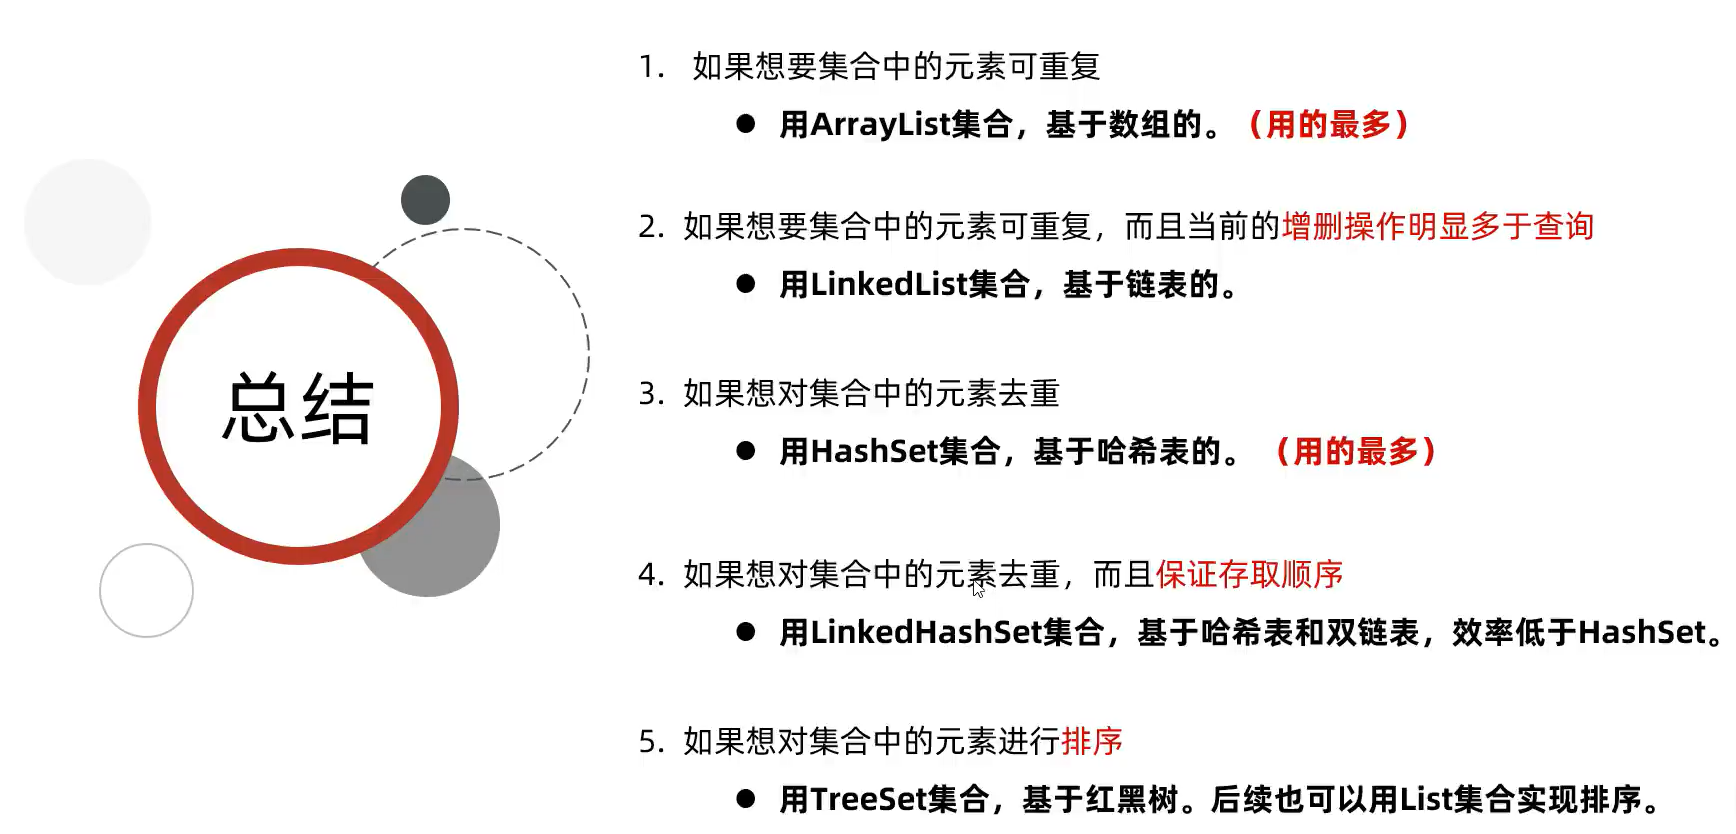 总结
1. 如果想要集合中的元素可重复
● 用ArrayList集合，基于数组的。（用的最多）
2. 如果想要集合中的元素可重复，而且当前的增删操作明显多于查询
● 用LinkedList集合，基于链表的。
3. 如果想对集合中的元素去重
● 用HashSet集合，基于哈希表的。（用的最多）
4. 如果想对集合中的元素去重，而且保证存取顺序
● 用LinkedHashSet集合，基于哈希表和双链表，效率低于HashSet。
5. 如果想对集合中的元素进行排序
● 用TreeSet集合，基于红黑树。后续也可以用List集合实现排序。